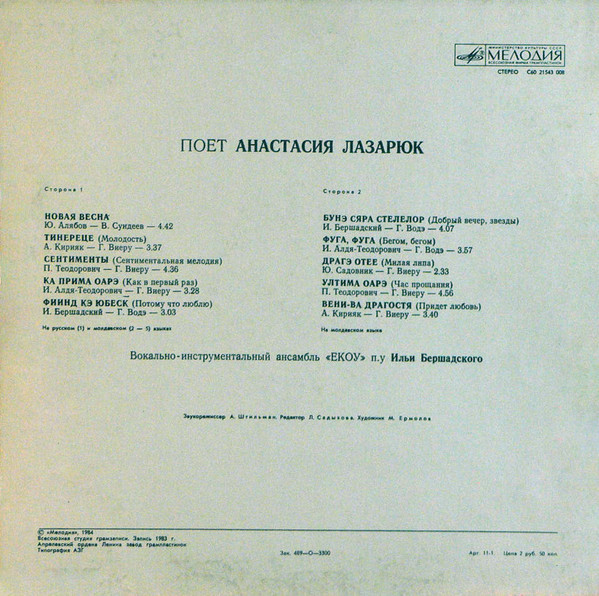 МИНИСТЕРСТВО КУЛЬТУРЫ СССР
МЕЛОДИЯ
ВСЕСОЮЗНАЯ ФИРМА ГРАМПЛАСТИНОК
СТЕРЕО С60 21543 008
ПОЕТ АНАСТАСИЯ ЛАЗАРЮК
Сторона 1
НОВАЯ ВЕСНА
Ю. Алябов — В. Сундеев — 4.42
ТИНЕРЕЦЕ (Молодость)
А. Кирияк — Г. Виеру — 3.37
СЕНТИМЕНТЫ (Сентиментальная мелодия)
П. Теодорович — Г. Виеру — 4.36
КА ПРИМА ОАРЭ (Как в первый раз)
И. Алдя-Теодорович — Г. Виеру — 3.28
ФИИНД КЭ ЮБЕСК (Потому что люблю)
И. Бершадский — Г. Водэ — 3.03
На русском (1) и молдавском (2 — 5) языках
Сторона 2
БУНЭ СЯРА СТЕЛЕЛОР (Добрый вечер, звезды)
И. Бершадский — Г. Водэ — 4.07
ФУГА, ФУГА (Бегом, бегом)
И. Алдя-Теодорович — Г. Водэ — 3.57
ДРАГЭ ОТЕЕ (Милая липа)
Ю. Садовник — Г. Виеру — 2.33
УЛТИМА ОАРЭ (Час прощания)
П. Теодорович — Г. Виеру — 4.56
ВЕНИ-ВА ДРАГОСТЯ (Придет любовь)
А. Кирияк — Г. Виеру — 3.40
На молдавском языке
Вокально-инструментальный ансамбль «ЕКОУ» п.у Ильи Бершадского
Звукорежиссер А. Штильман. Редактор Л. Садыхова. Художник М. Ермолов
© «Мелодия», 1984
Всесоюзная студия грамзаписи. Запись 1983 г.
Апрелевский ордена Ленина завод грампластинок
Типография АЗГ
Зак. 489—О—3300
Арт. 11-1. Цена 2 руб. 50 коп.